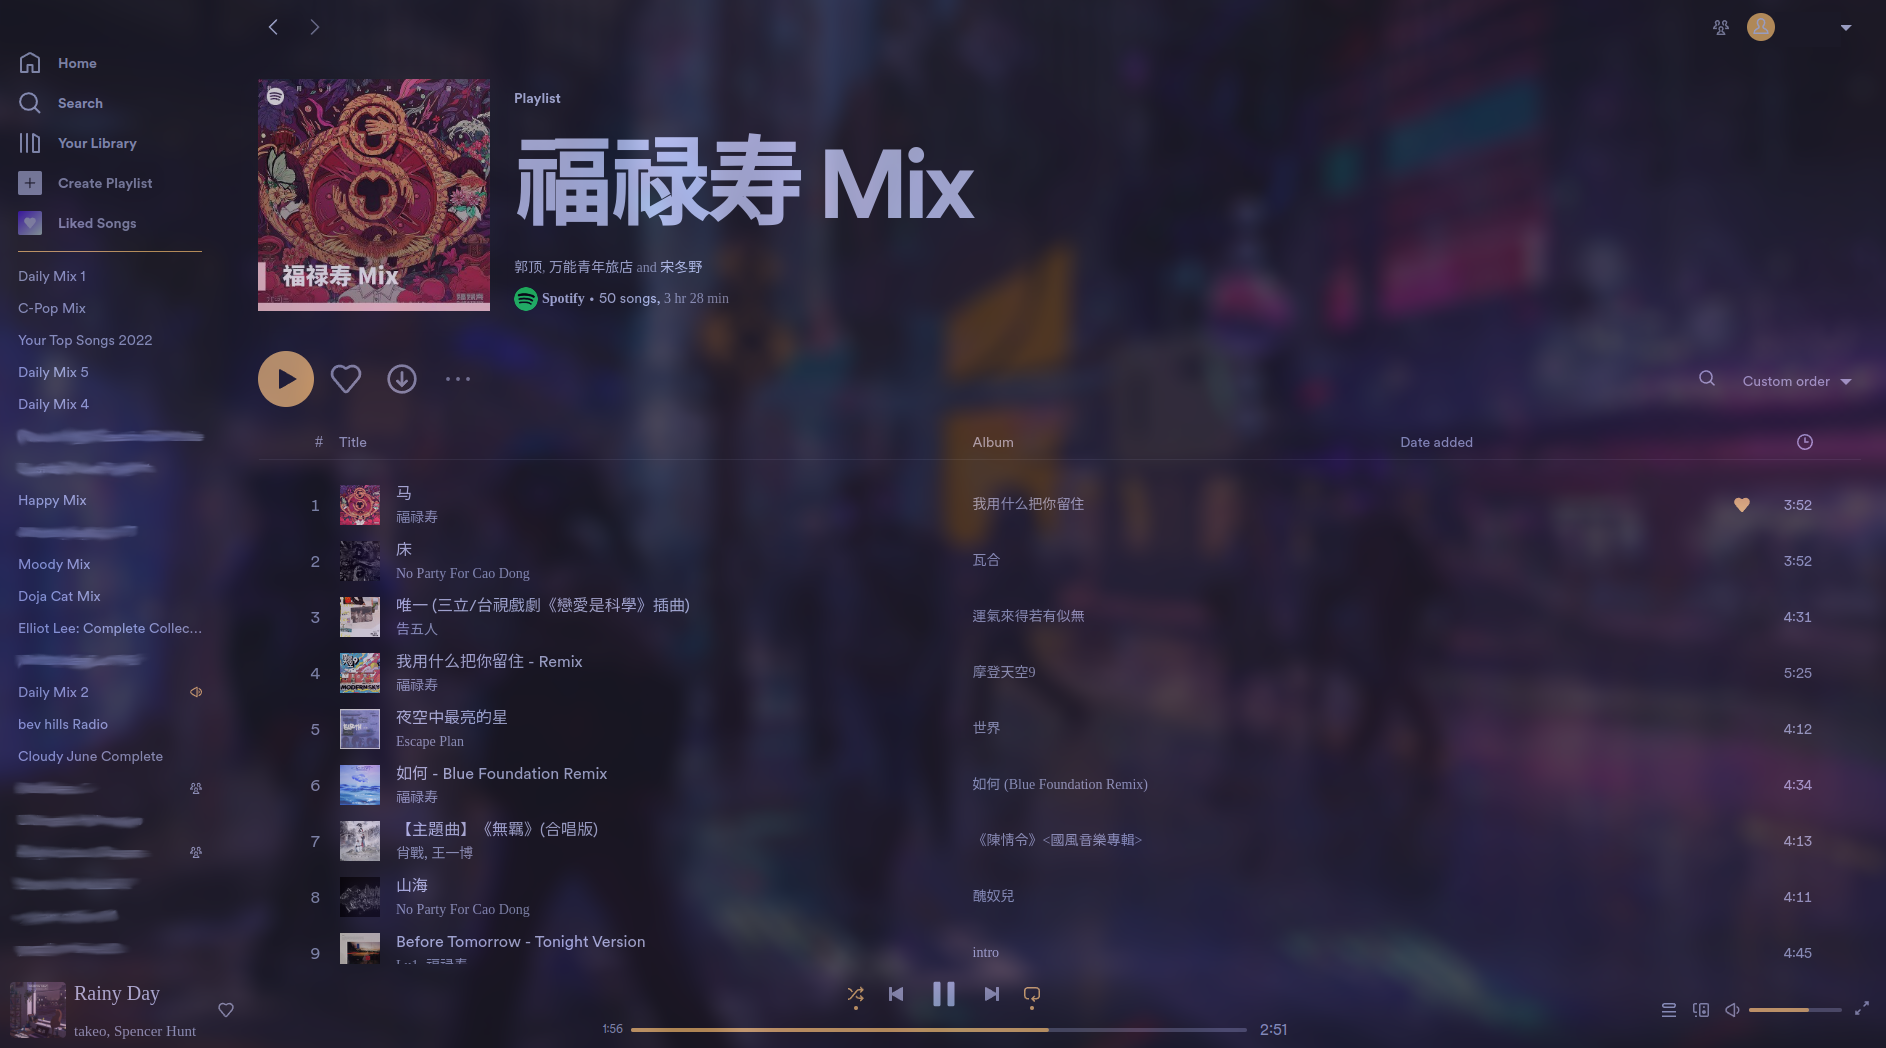 Home
Search
Your Library
Create Playlist
Liked Songs
Daily Mix 1
C-Pop Mix
Your Top Songs 2022
Daily Mix 5
Daily Mix 4
Happy Mix
Moody Mix
Doja Cat Mix
Elliot Lee: Complete Collec...
Daily Mix 2
bev hills Radio
Cloudy June Complete
福禄寿 Mix
Playlist
福禄寿 Mix
郭顶, 万能青年旅店 and 宋冬野
Spotify • 50 songs, 3 hr 28 min
Custom order
# Title Album Date added
1 马 我用什么把你留住 3:52
福禄寿
2 床 瓦合 3:52
No Party For Cao Dong
3 唯一 (三立/台視戲劇《戀愛是科學》插曲) 運氣來得若有似無 4:31
告五人
4 我用什么把你留住 - Remix 摩登天空9 5:25
福禄寿
5 夜空中最亮的星 世界 4:12
Escape Plan
6 如何 - Blue Foundation Remix 如何 (Blue Foundation Remix) 4:34
福禄寿
7 【主題曲】《無羈》(合唱版) 《陳情令》<國風音樂專輯> 4:13
肖戰, 王一博
8 山海 醜奴兒 4:11
No Party For Cao Dong
9 Before Tomorrow - Tonight Version intro 4:45
福禄寿
Rainy Day
takeo, Spencer Hunt
1:56 2:51